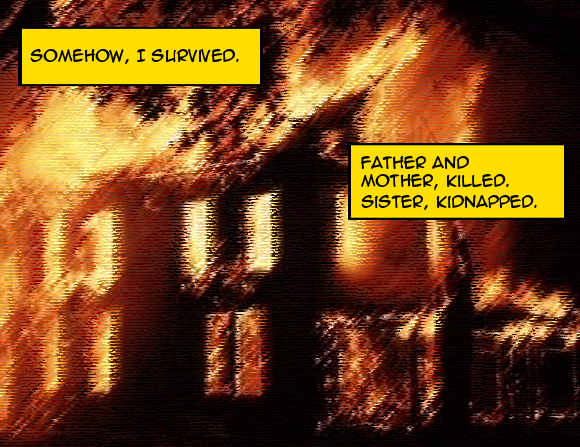 SOMEHOW, I SURVIVED.
FATHER AND
MOTHER, KILLED.
SISTER, KIDNAPPED.